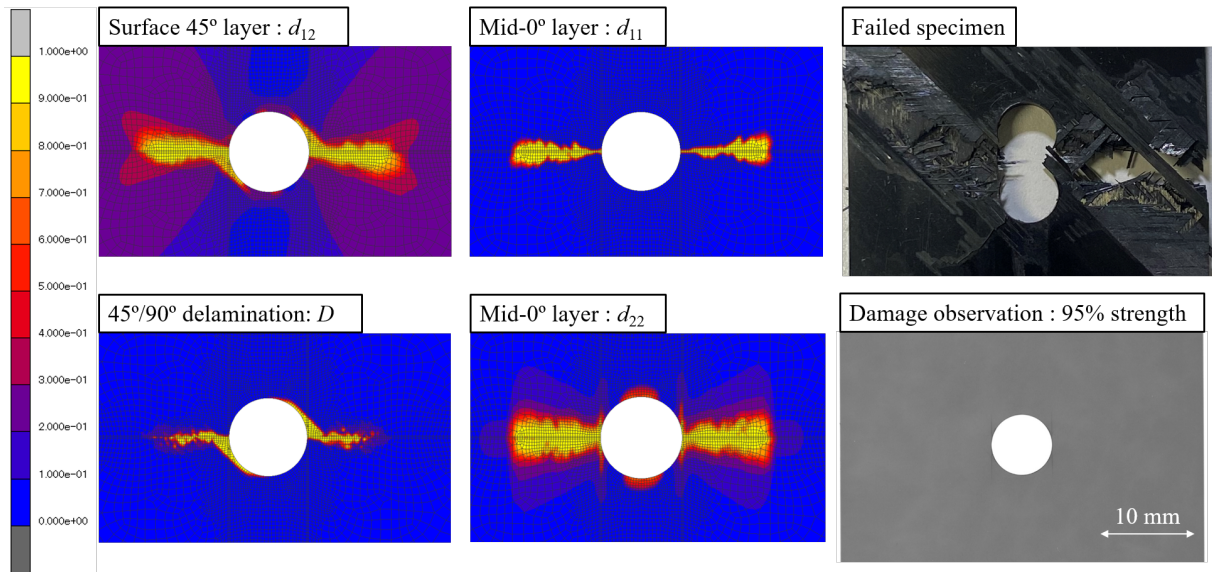 Surface 45º layer : d12
Mid-0º layer : d11
Failed specimen
1.000e+00
9.000e-01
8.000e-01
7.000e-01
6.000e-01
5.000e-01
4.000e-01
3.000e-01
2.000e-01
1.000e-01
0.000e+00
45º/90º delamination: D
Mid-0º layer : d22
Damage observation : 95% strength
10 mm